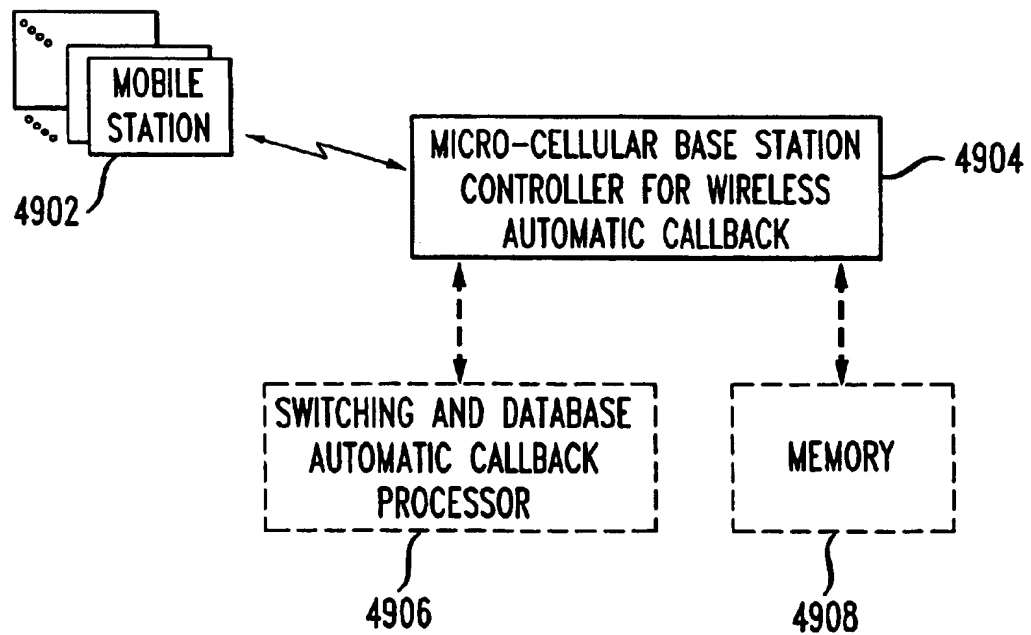 MOBILE
STATION
4902
MICRO-CELLULAR BASE STATION
CONTROLLER FOR WIRELESS
AUTOMATIC CALLBACK
4904
SWITCHING AND DATABASE
AUTOMATIC CALLBACK
PROCESSOR
4906
MEMORY
4908